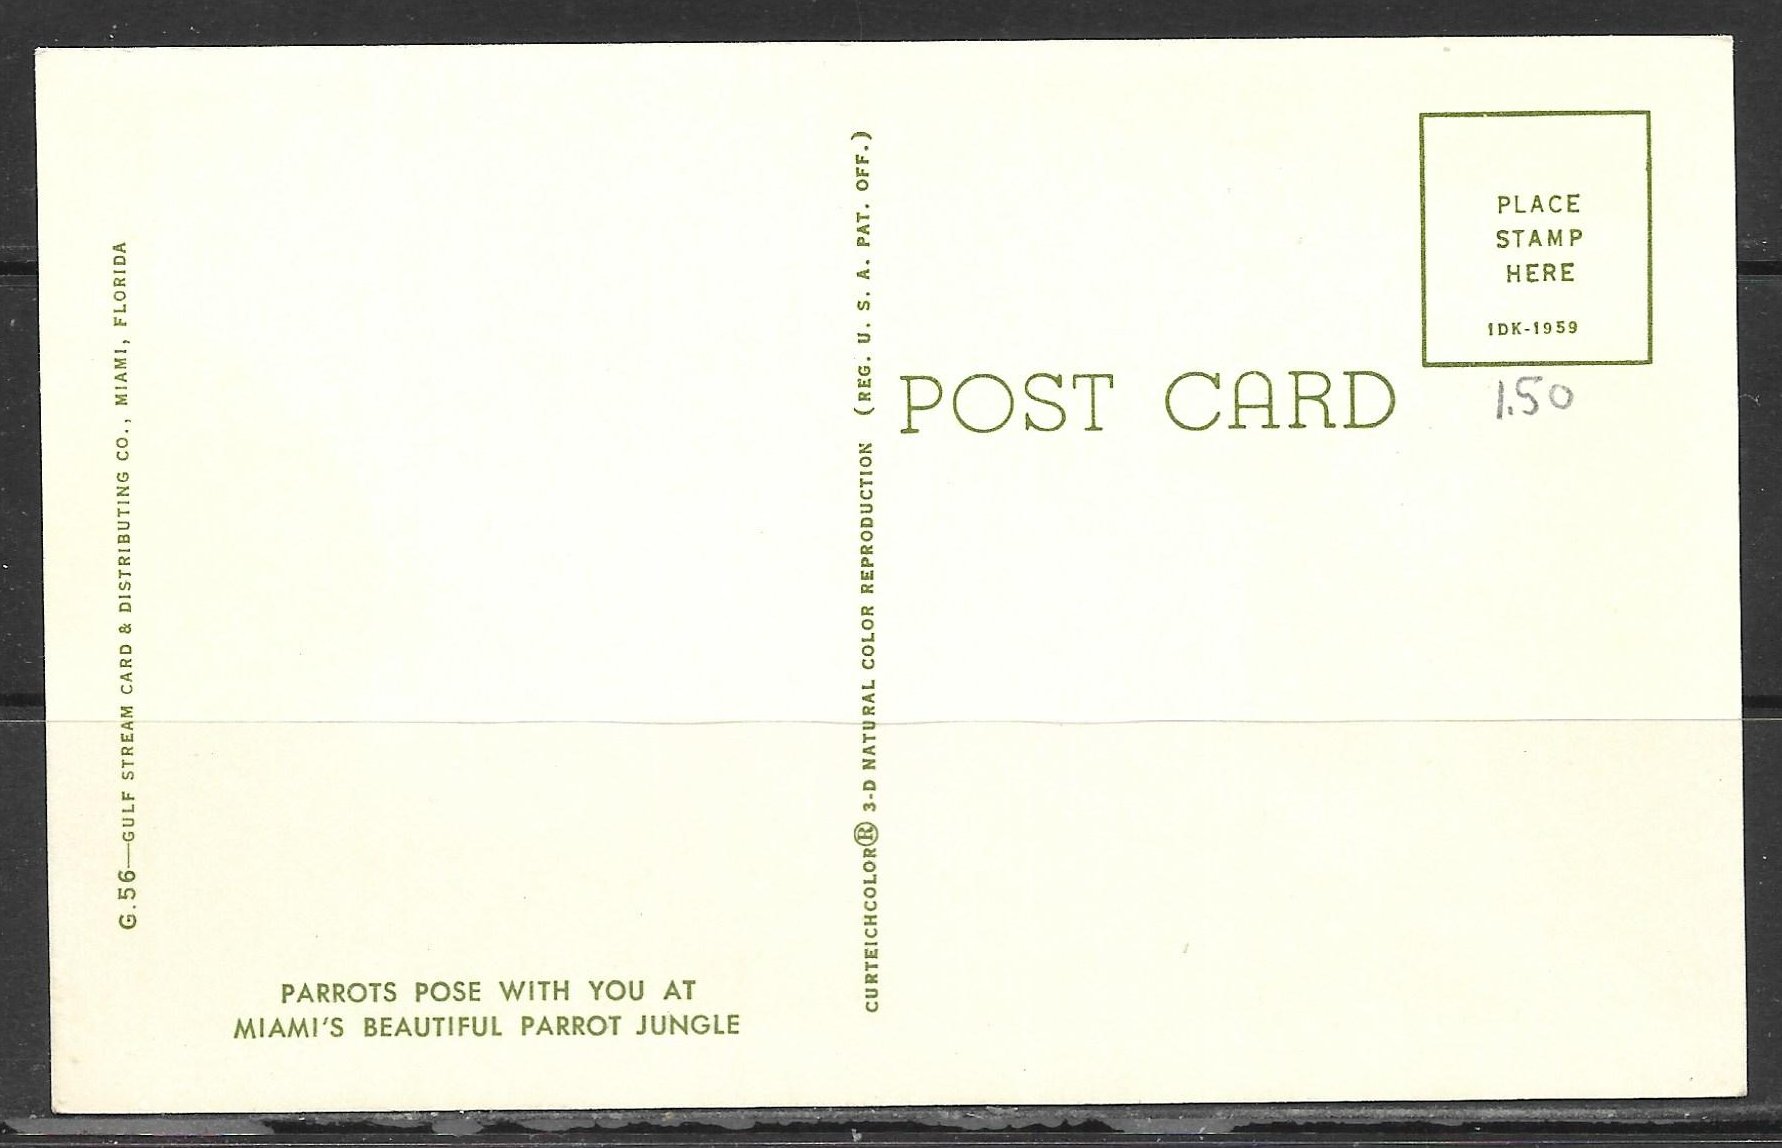 G.56—GULF STREAM CARD & DISTRIBUTING CO., MIAMI, FLORIDA
PARROTS POSE WITH YOU AT
MIAMI'S BEAUTIFUL PARROT JUNGLE
CURTEICHCOLOR® 3-D NATURAL COLOR REPRODUCTION (REG. U. S. A. PAT. OFF.)
POST CARD
PLACE
STAMP
HERE
1DK-1959
1.50